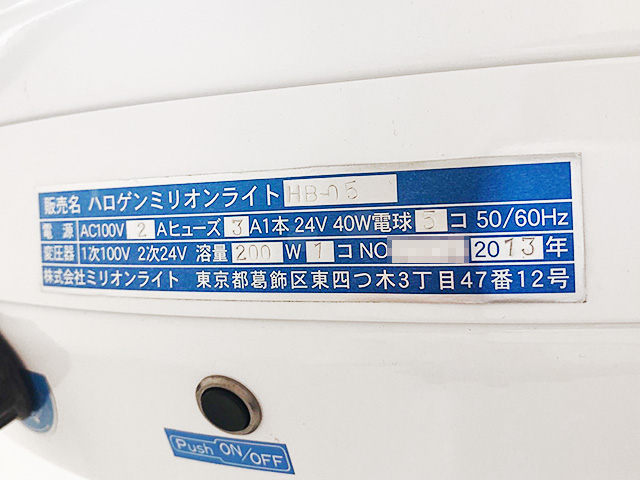 販売名 ハロゲンミリオンライト HB-05
電源 AC100V 2 Aヒューズ 3 A1本 24V 40W電球 5 コ 50/60Hz
変圧器 1次100V 2次24V 容量 200 W 1 コ NO 2013年
株式会社ミリオンライト 東京都葛飾区東四つ木3丁目47番12号
Push ON/OFF